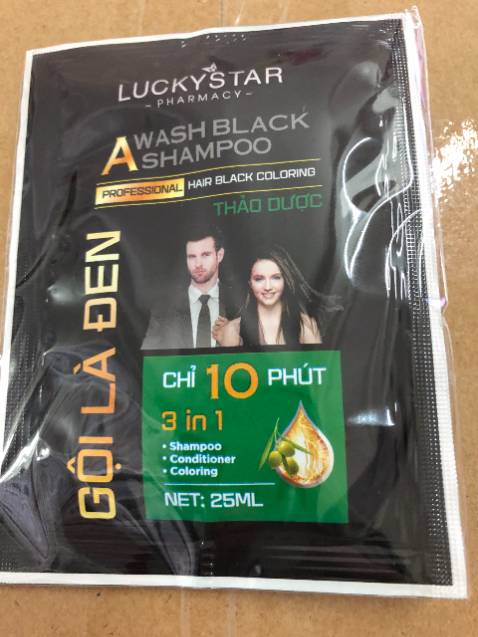 LUCKYSTAR
- PHARMACY -
A WASH BLACK
SHAMPOO
PROFESSIONAL HAIR BLACK COLORING
THẢO DƯỢC
GỘI LÀ ĐEN
CHỈ 10 PHÚT
3 in 1
• Shampoo
• Conditioner
• Coloring
NET: 25ML